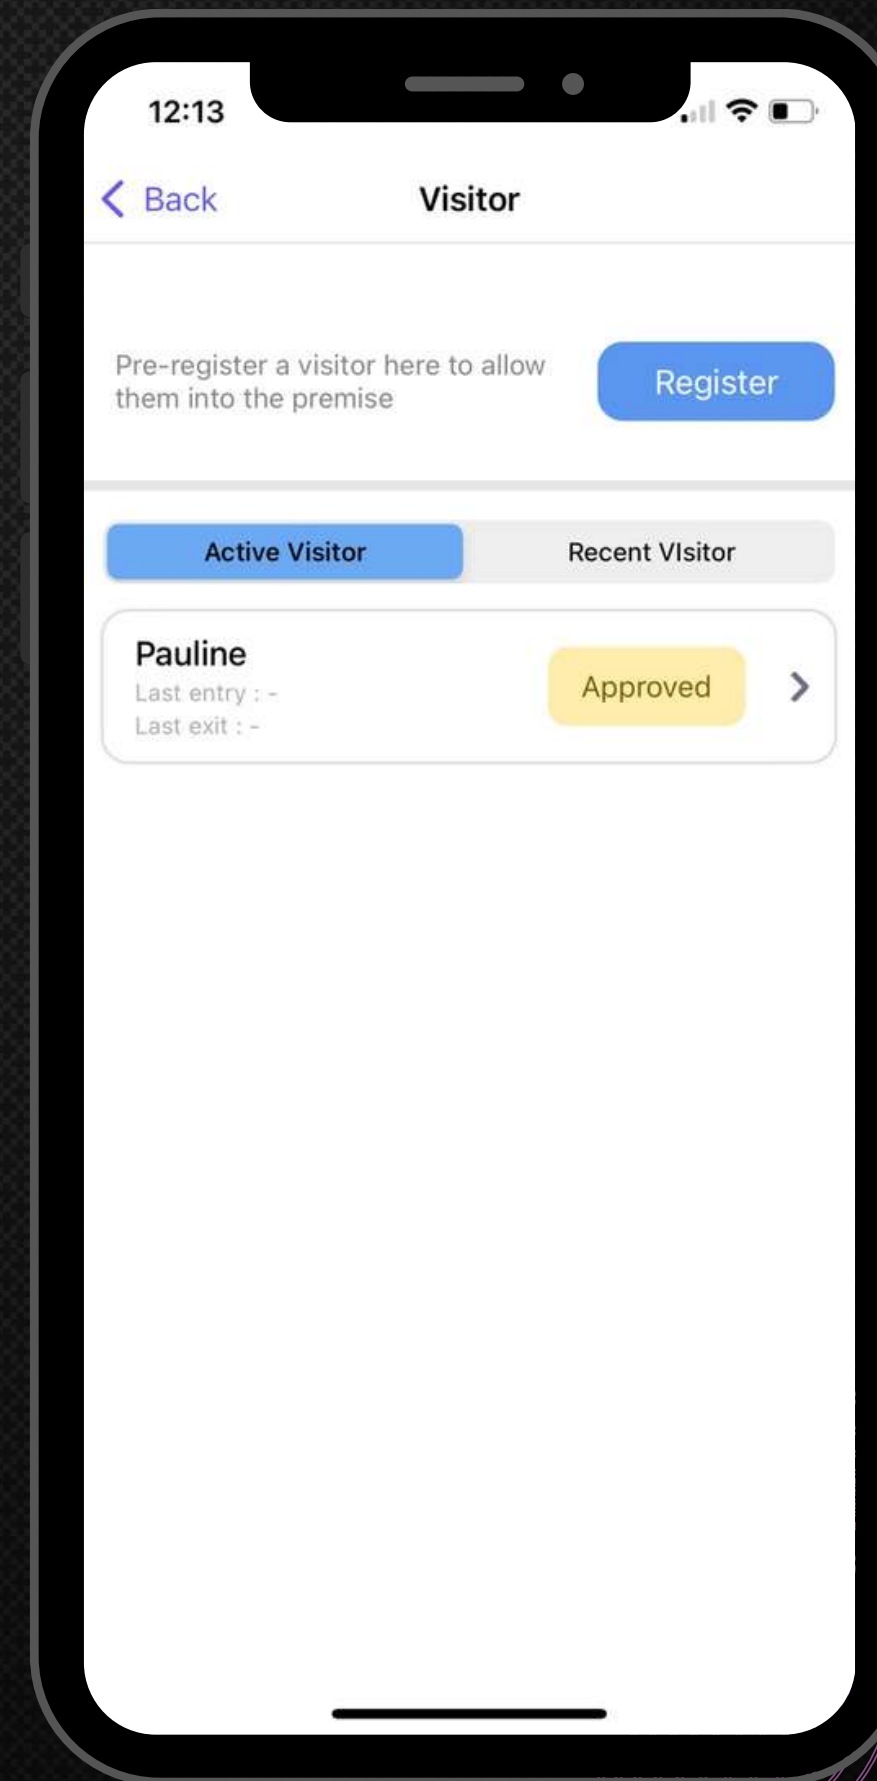 12:13
Back
Visitor
Pre-register a visitor here to allow
them into the premise
Register
Active Visitor
Recent VIsitor
Pauline
Last entry : -
Last exit : -
Approved